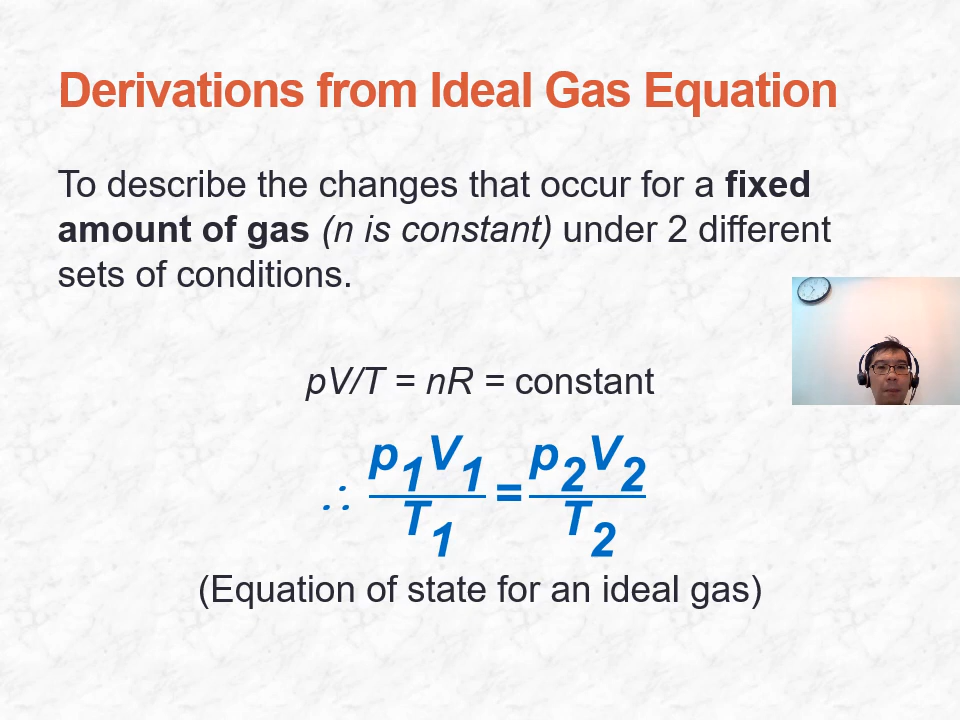 Derivations from Ideal Gas Equation
To describe the changes that occur for a fixed
amount of gas (n is constant) under 2 different
sets of conditions.
pV/T = nR = constant
∴ p₁V₁/T₁ = p₂V₂/T₂
(Equation of state for an ideal gas)